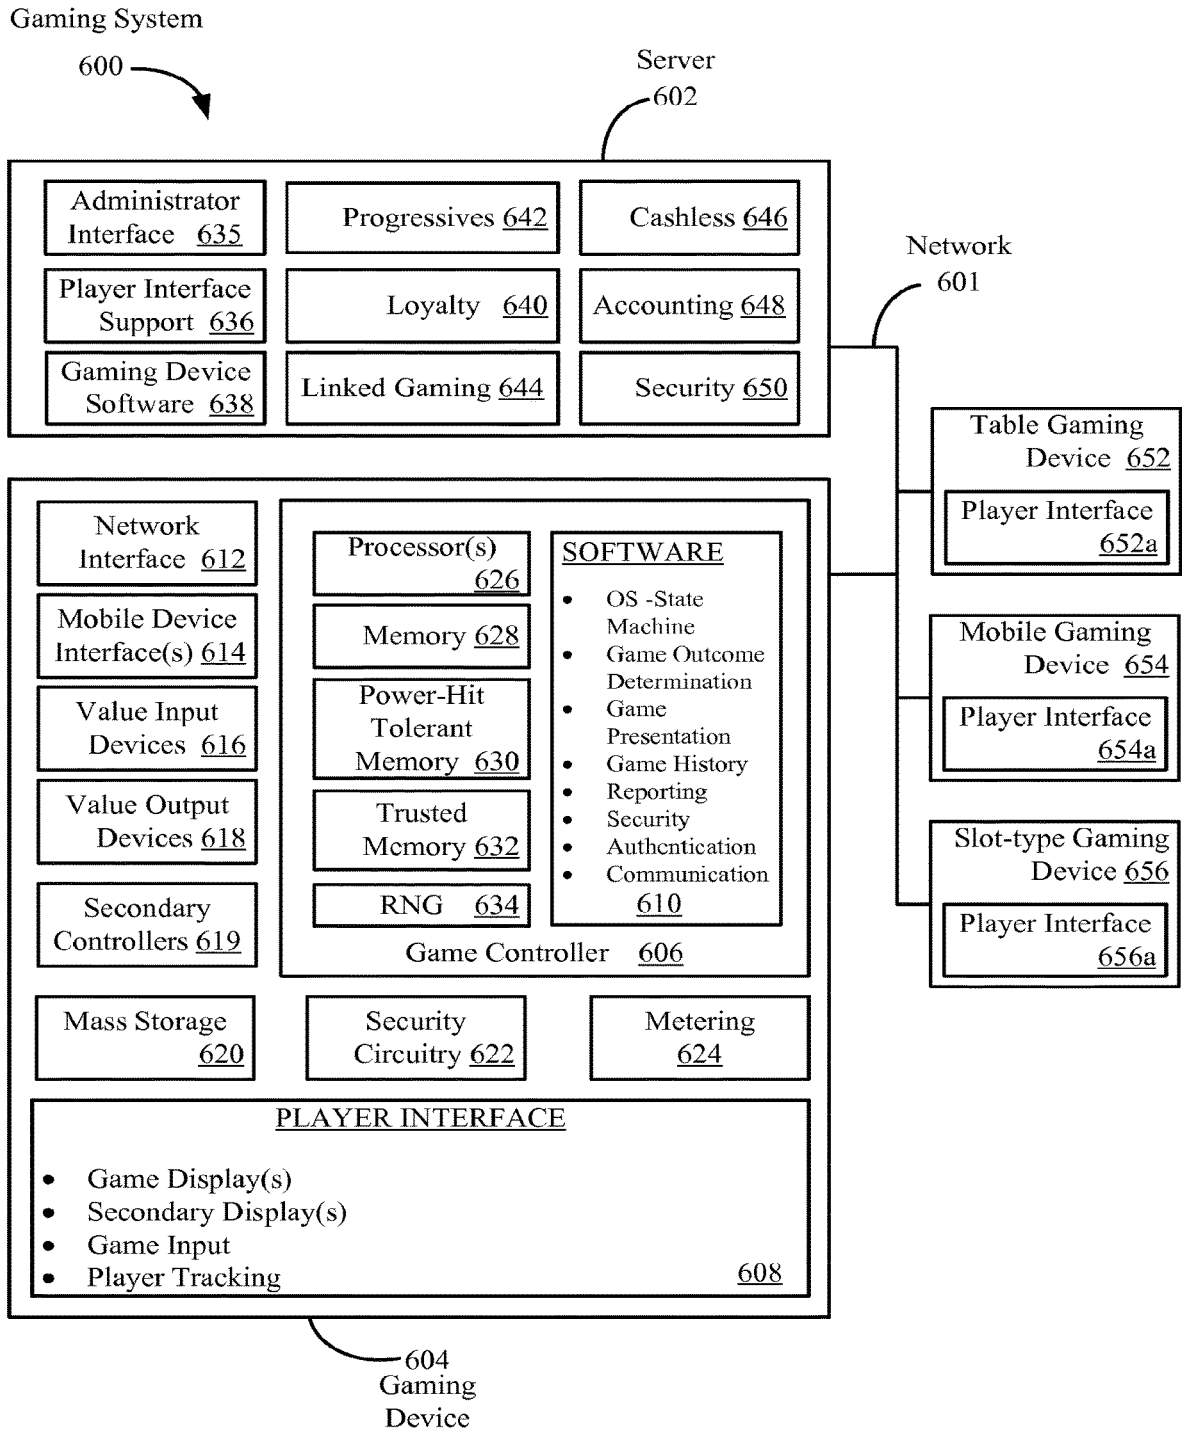 Gaming System
600
Server
602
Administrator
Interface 635
Progressives 642
Cashless 646
Player Interface
Support 636
Loyalty 640
Accounting 648
Gaming Device
Software 638
Linked Gaming 644
Security 650
Network
601
Table Gaming
Device 652
Player Interface
652a
Mobile Gaming
Device 654
Player Interface
654a
Slot-type Gaming
Device 656
Player Interface
656a
Network
Interface 612
Mobile Device
Interface(s) 614
Value Input
Devices 616
Value Output
Devices 618
Secondary
Controllers 619
Processor(s)
626
Memory 628
Power-Hit
Tolerant
Memory 630
Trusted
Memory 632
RNG 634
SOFTWARE
• OS -State
Machine
• Game Outcome
Determination
• Game
Presentation
• Game History
• Reporting
• Security
• Authentication
• Communication
610
Game Controller 606
Mass Storage
620
Security
Circuitry 622
Metering
624
PLAYER INTERFACE
• Game Display(s)
• Secondary Display(s)
• Game Input
• Player Tracking
608
604
Gaming
Device